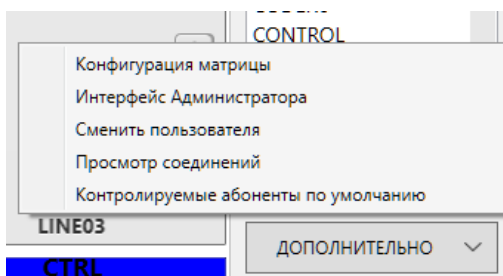 CONTROL
Конфигурация матрицы
Интерфейс Администратора
Сменить пользователя
Просмотр соединений
Контролируемые абоненты по умолчанию
LINE03
ДОПОЛНИТЕЛЬНО
CTRL